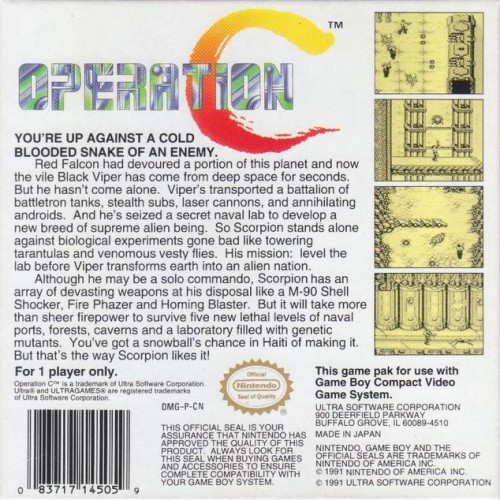 OPERATION C™
YOU'RE UP AGAINST A COLD
BLOODED SNAKE OF AN ENEMY.
Red Falcon had devoured a portion of this planet and now
the vile Black Viper has come from deep space for seconds.
But he hasn't come alone. Viper's transported a battalion of
battletron tanks, stealth subs, laser cannons, and annihilating
androids. And he's seized a secret naval lab to develop a
new breed of supreme alien being. So Scorpion stands alone
against biological experiments gone bad like towering
tarantulas and venomous vesty flies. His mission: level the
lab before Viper transforms earth into an alien nation.
Although he may be a solo commando, Scorpion has an
array of devasting weapons at his disposal like a M-90 Shell
Shocker, Fire Phazer and Homing Blaster. But it will take more
than sheer firepower to survive five new lethal levels of naval
ports, forests, caverns and a laboratory filled with genetic
mutants. You've got a snowball's chance in Haiti of making it.
But that's the way Scorpion likes it!
For 1 player only.
Operation C™ is a trademark of Ultra Software Corporation.
Ultra® and ULTRAGAMES® are registered trademarks
of Ultra Software Corporation.
OMG-P-CN
Official
Nintendo
Seal of Quality
THIS OFFICIAL SEAL IS YOUR
ASSURANCE THAT NINTENDO HAS
APPROVED THE QUALITY OF THIS
PRODUCT. ALWAYS LOOK FOR
THIS SEAL WHEN BUYING GAMES
AND ACCESSORIES TO ENSURE
COMPLETE COMPATIBILITY WITH
YOUR GAME BOY SYSTEM.
This game pak for use with
Game Boy Compact Video
Game System.
ULTRA SOFTWARE CORPORATION
900 DEERFIELD PARKWAY
BUFFALO GROVE, IL 60089-4510
MADE IN JAPAN
NINTENDO, GAME BOY AND THE
OFFICIAL SEALS ARE TRADEMARKS OF
NINTENDO OF AMERICA INC.
© 1991 NINTENDO OF AMERICA INC.
© 1991 ULTRA SOFTWARE CORPORATION
0 83717 14505 9